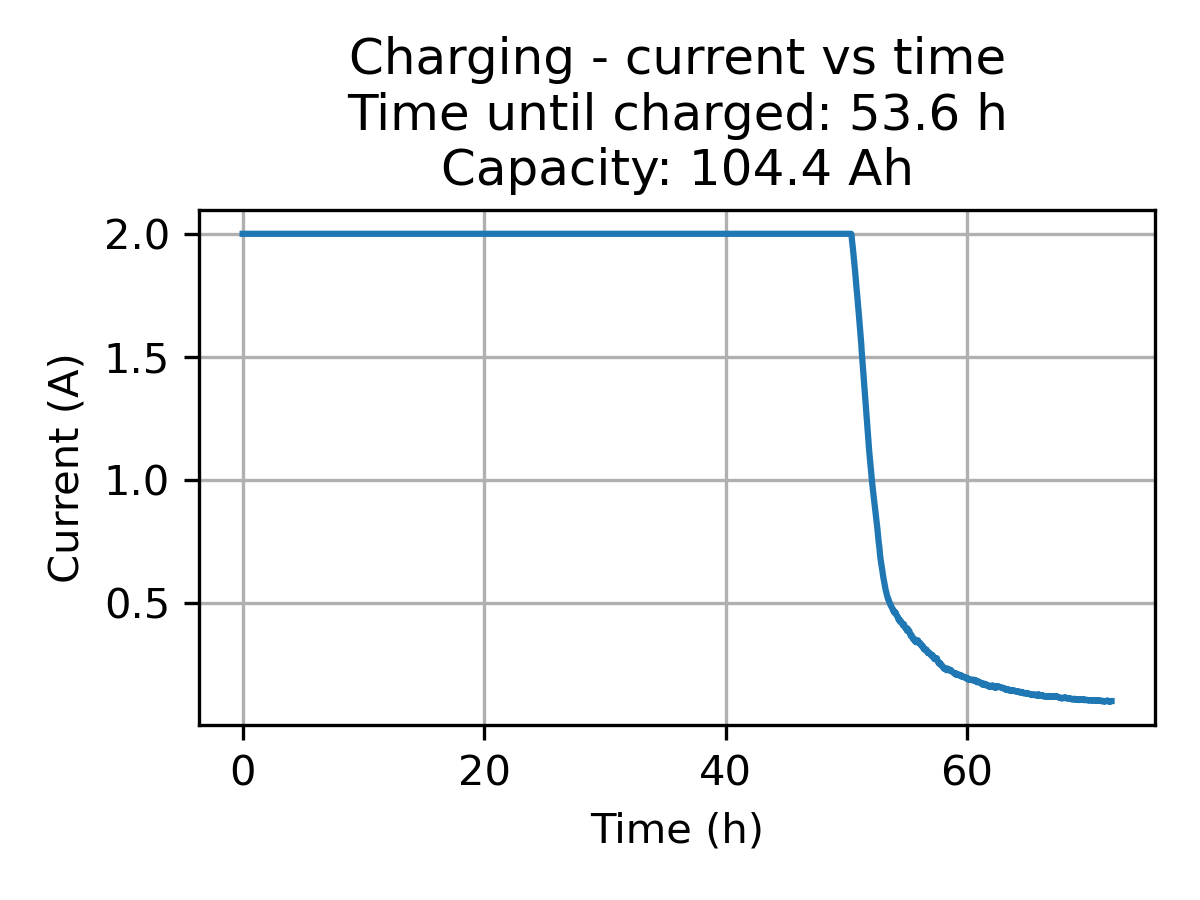 Charging - current vs time
Time until charged: 53.6 h
Capacity: 104.4 Ah
2.0
1.5
1.0
0.5
Current (A)
0 20 40 60
Time (h)